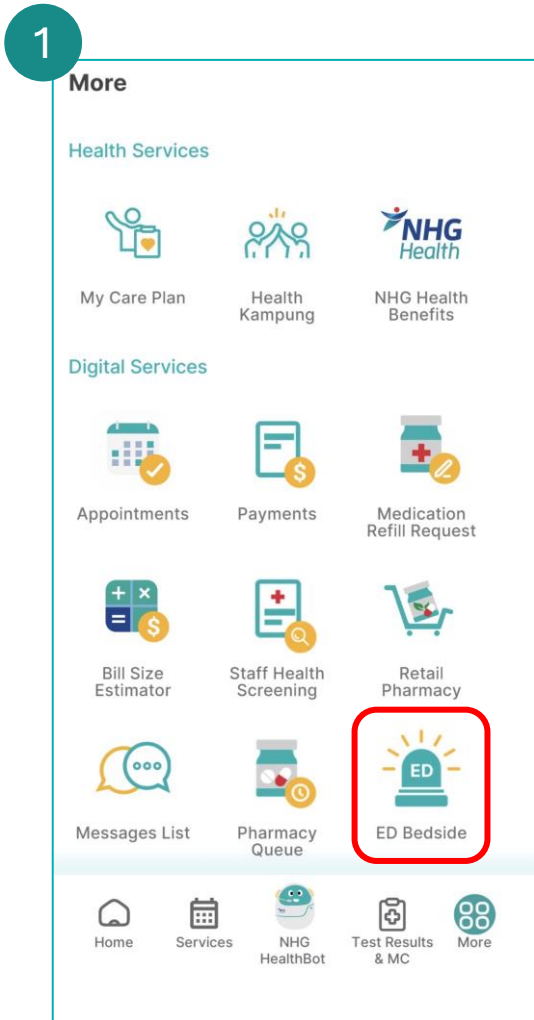 1
More
Health Services
NHG
Health
My Care Plan
Health
Kampung
NHG Health
Benefits
Digital Services
$
Appointments
Payments
Medication
Refill Request
$
Bill Size
Estimator
Staff Health
Screening
Retail
Pharmacy
ED
Messages List
Pharmacy
Queue
ED Bedside
Home
Services
NHG
HealthBot
Test Results
& MC
More